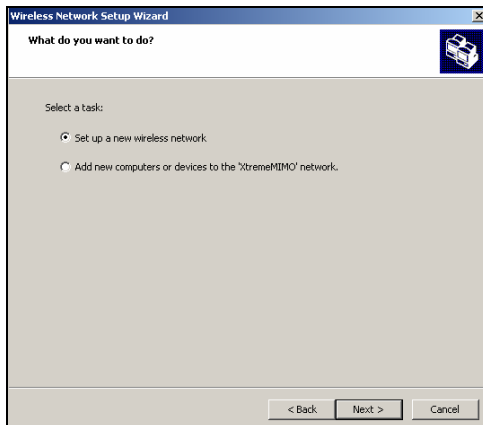 Wireless Network Setup Wizard
What do you want to do?
Select a task:
Set up a new wireless network
Add new computers or devices to the 'XtremeMIMO' network.
< Back Next > Cancel